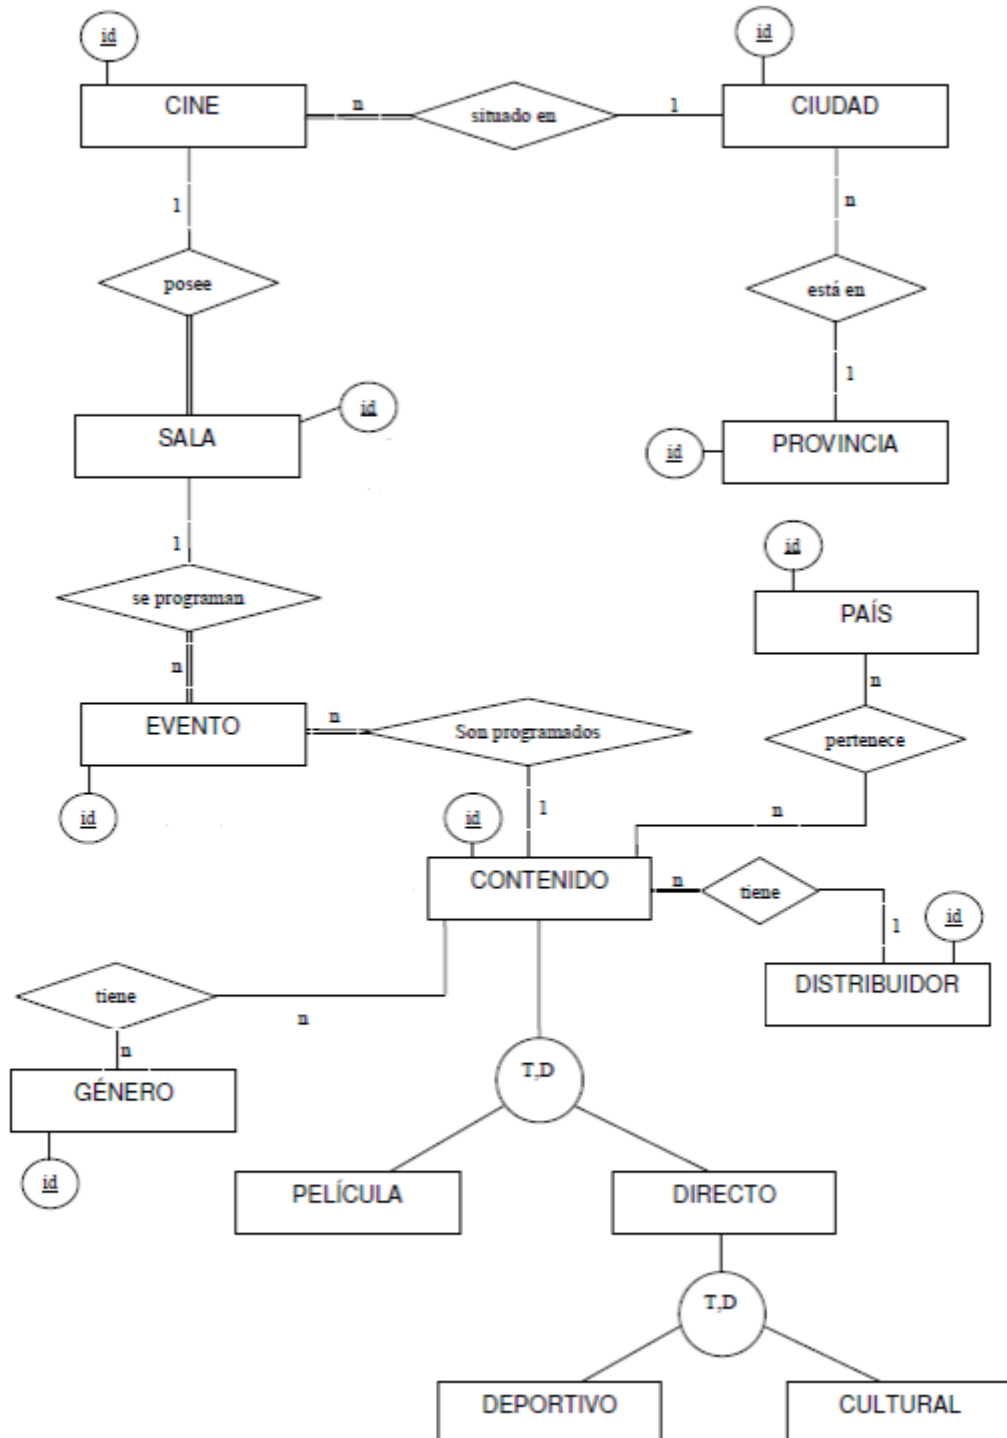 id
id
CINE
n
situado en
1
CIUDAD
1
n
posee
está en
1
id
SALA
id
PROVINCIA
id
1
se programan
PAÍS
n
n
EVENTO
n
Son programados
pertenece
id
id
1
n
CONTENIDO
n
tiene
id
1
tiene
n
DISTRIBUIDOR
n
GÉNERO
T,D
id
PELÍCULA
DIRECTO
T,D
DEPORTIVO
CULTURAL